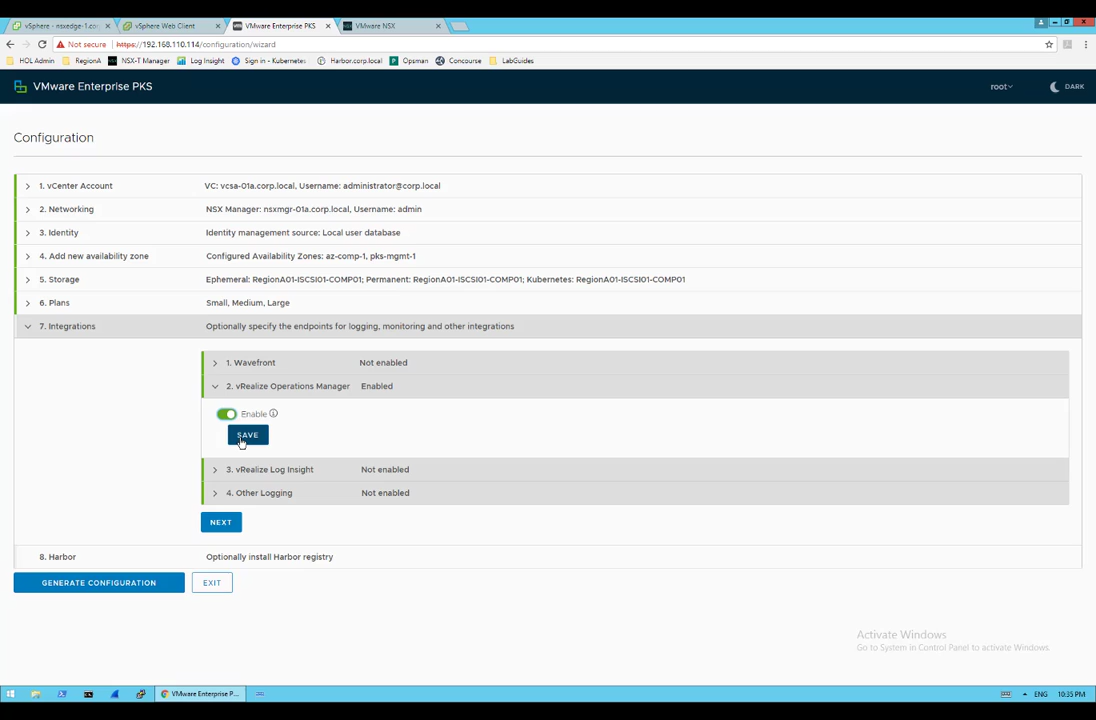 vSphere - nsxedge-1.co
vSphere Web Client
VMware Enterprise PKS
VMware NSX
Not secure
https://192.168.110.114/configuration/wizard
HOL Admin
RegionA
NSX-T Manager
Log Insight
Sign in - Kubernetes
Harbor.corp.local
Opsman
Concourse
LabGuides
VMware Enterprise PKS
root
DARK
Configuration
1. vCenter Account
VC: vcsa-01a.corp.local, Username: administrator@corp.local
2. Networking
NSX Manager: nsxmgr-01a.corp.local, Username: admin
3. Identity
Identity management source: Local user database
4. Add new availability zone
Configured Availability Zones: az-comp-1, pks-mgmt-1
5. Storage
Ephemeral: RegionA01-ISCSI01-COMP01; Permanent: RegionA01-ISCSI01-COMP01; Kubernetes: RegionA01-ISCSI01-COMP01
6. Plans
Small, Medium, Large
7. Integrations
Optionally specify the endpoints for logging, monitoring and other integrations
1. Wavefront
Not enabled
2. vRealize Operations Manager
Enabled
Enable
SAVE
3. vRealize Log Insight
Not enabled
4. Other Logging
Not enabled
NEXT
8. Harbor
Optionally install Harbor registry
GENERATE CONFIGURATION
EXIT
Activate Windows
Go to System in Control Panel to activate Windows.
VMware Enterprise P...
ENG
10:35 PM